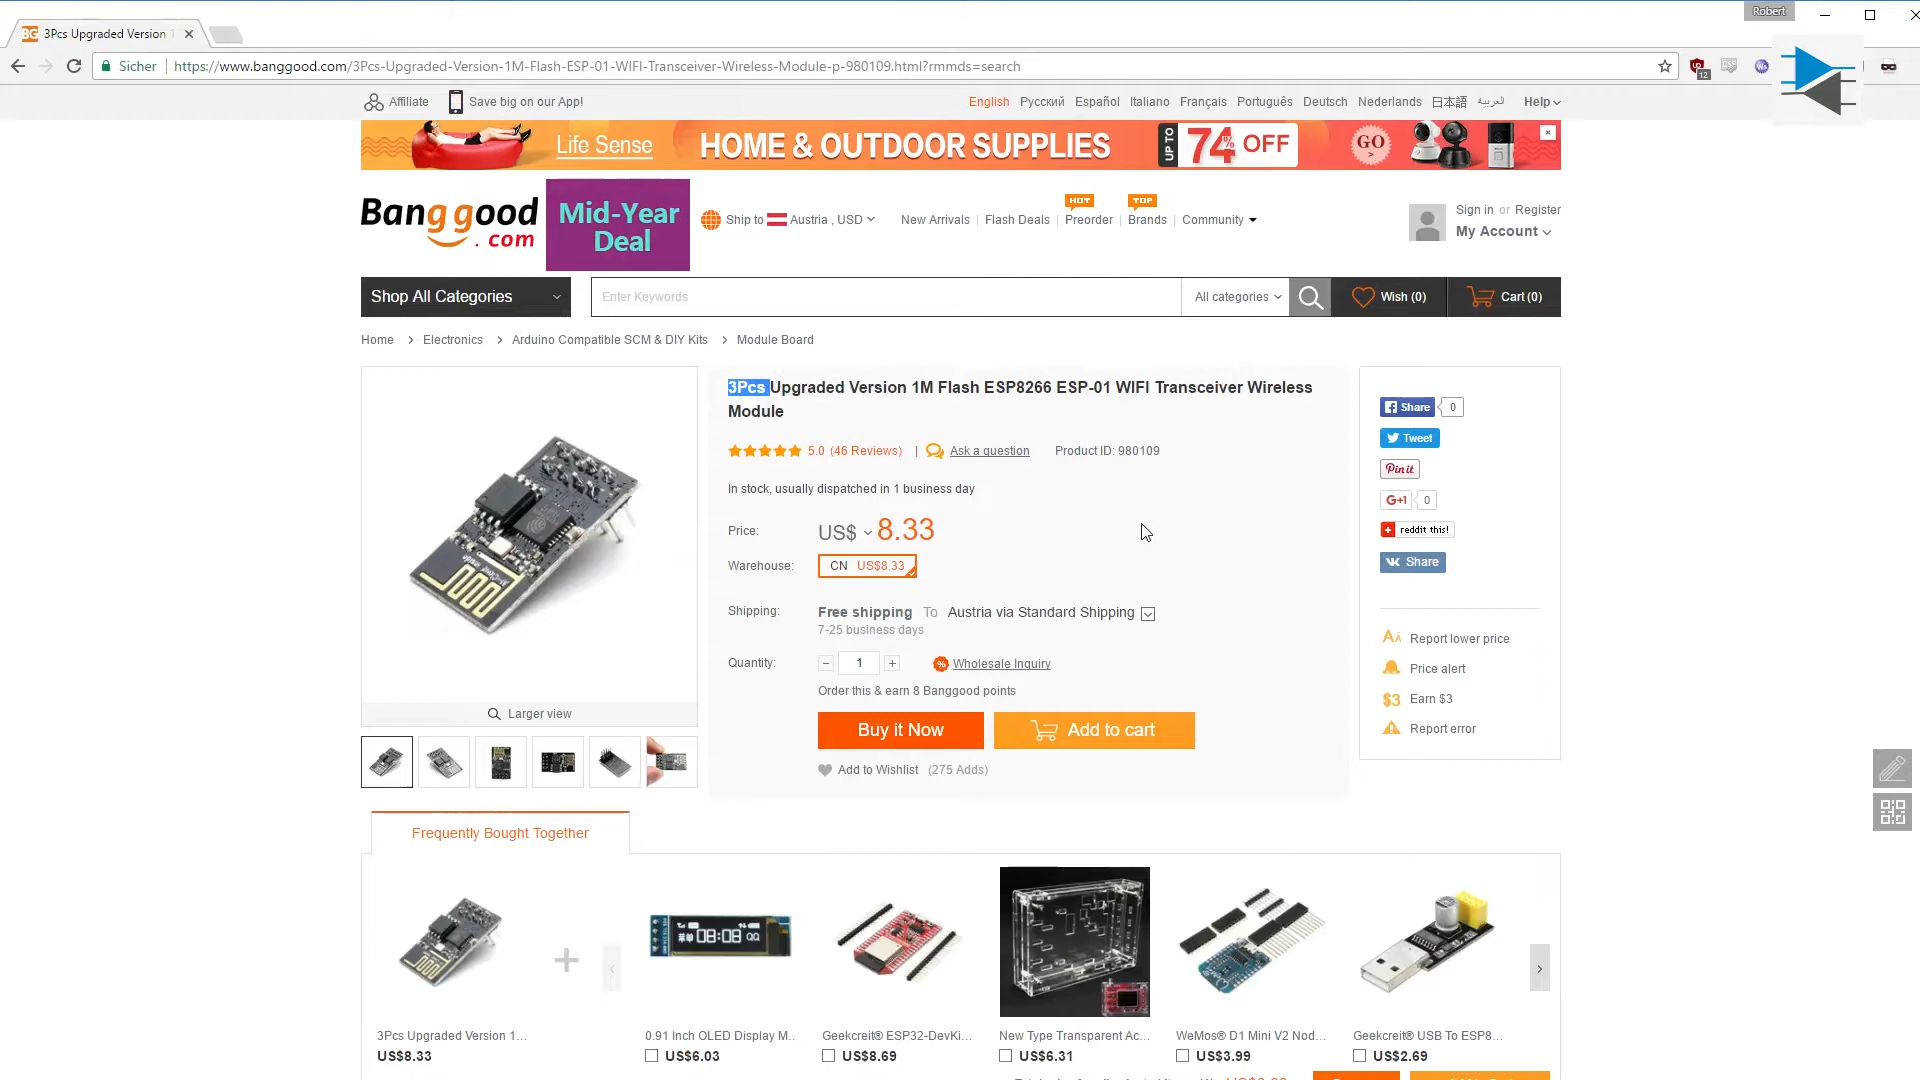 Robert
3Pcs Upgraded Version
Sicher
https://www.banggood.com/3Pcs-Upgraded-Version-1M-Flash-ESP-01-WIFI-Transceiver-Wireless-Module-p-980109.html?rmmds=search
12
Affiliate
Save big on our App!
English Русский Español Italiano Français Português Deutsch Nederlands 日本語 العربية Help
Life Sense HOME & OUTDOOR SUPPLIES UP TO 74% OFF GO >
Banggood.com
Mid-Year
Deal
Ship to Austria , USD
New Arrivals
Flash Deals
HOT
Preorder
TOP
Brands
Community
Sign in or Register
My Account
Shop All Categories
Enter Keywords
All categories
Wish (0)
Cart (0)
Home > Electronics > Arduino Compatible SCM & DIY Kits > Module Board
3Pcs Upgraded Version 1M Flash ESP8266 ESP-01 WIFI Transceiver Wireless
Module
5.0 (46 Reviews) | Ask a question Product ID: 980109
In stock, usually dispatched in 1 business day
Price: US$ 8.33
Warehouse: CN US$8.33
Shipping: Free shipping To Austria via Standard Shipping
7-25 business days
Quantity: - 1 + Wholesale Inquiry
Order this & earn 8 Banggood points
Buy it Now
Add to cart
Add to Wishlist (275 Adds)
Larger view
Share 0
Tweet
Pin it
G+1 0
reddit this!
Share
Report lower price
Price alert
$3 Earn $3
Report error
Frequently Bought Together
08:08
3Pcs Upgraded Version 1...
US$8.33
0.91 Inch OLED Display M..
US$6.03
Geekcreit® ESP32-DevKi...
US$8.69
New Type Transparent Ac...
US$6.31
WeMos® D1 Mini V2 Nod...
US$3.99
Geekcreit® USB To ESP8...
US$2.69